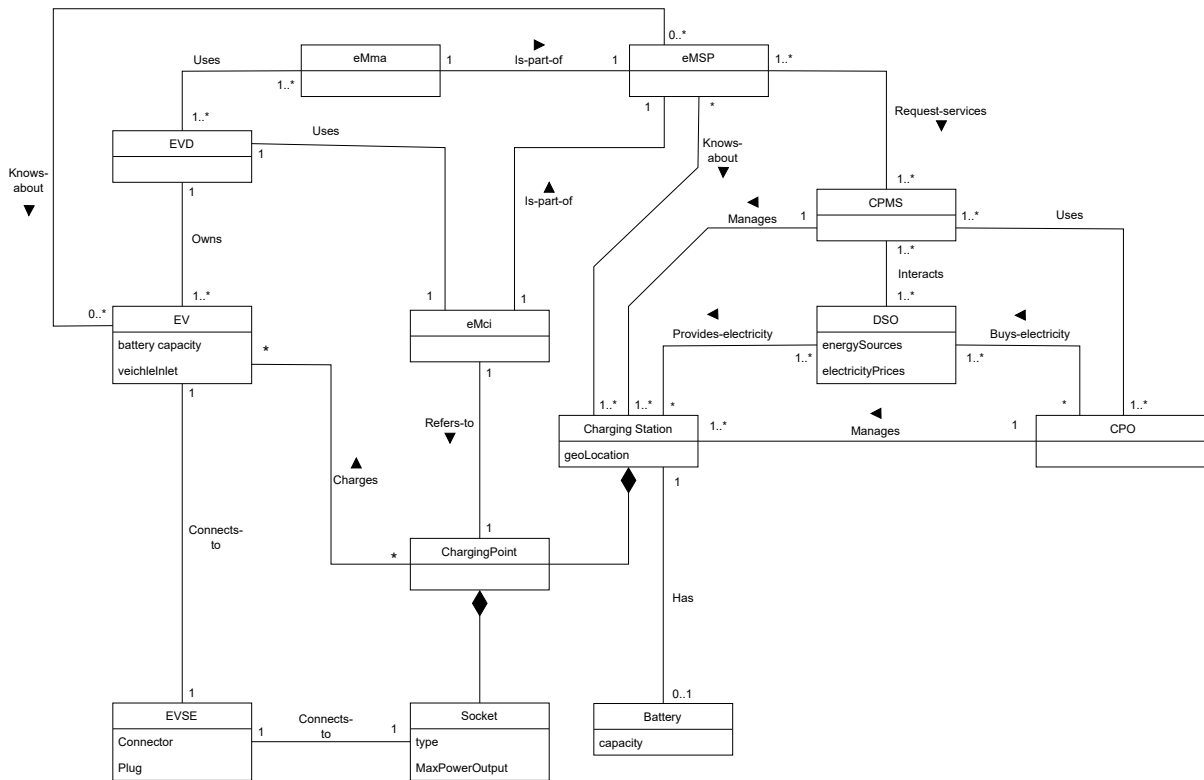 0..*
Uses
eMma
1
Is-part-of
1
eMSP
1..*
1..*
1
*
Request-services
1..*
EVD
1
Uses
Knows-
about
Knows-
about
1
Is-part-of
1..*
CPMS
1
Manages
1..*
Uses
Owns
1..*
Interacts
1..*
1..*
0..*
EV
battery capacity
veichleInlet
*
1
1
1
eMci
1
Provides-electricity
1..*
DSO
energySources
electricityPrices
Buys-electricity
1..*
1..*
1..*
*
*
1..*
Refers-to
Charging Station
geoLocation
1..*
Manages
1
CPO
Charges
1
Connects-
to
1
*
ChargingPoint
Has
1
0..1
EVSE
Connector
Plug
1
Connects-
to
1
Socket
type
MaxPowerOutput
Battery
capacity